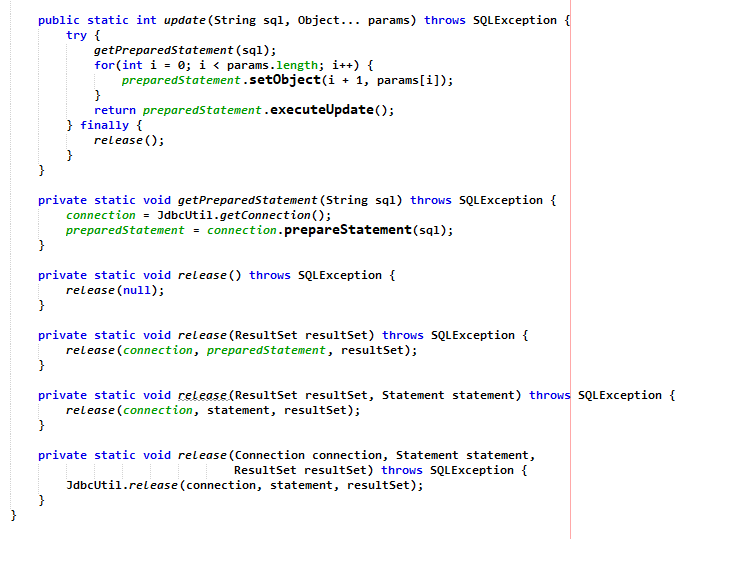 public static int update(String sql, Object... params) throws SQLException {
try {
getPreparedStatement(sql);
for(int i = 0; i < params.length; i++) {
preparedStatement.setObject(i + 1, params[i]);
}
return preparedStatement.executeUpdate();
} finally {
release();
}
}
private static void getPreparedStatement(String sql) throws SQLException {
connection = JdbcUtil.getConnection();
preparedStatement = connection.prepareStatement(sql);
}
private static void release() throws SQLException {
release(null);
}
private static void release(ResultSet resultSet) throws SQLException {
release(connection, preparedStatement, resultSet);
}
private static void release(ResultSet resultSet, Statement statement) throws SQLException {
release(connection, statement, resultSet);
}
private static void release(Connection connection, Statement statement,
ResultSet resultSet) throws SQLException {
JdbcUtil.release(connection, statement, resultSet);
}
}